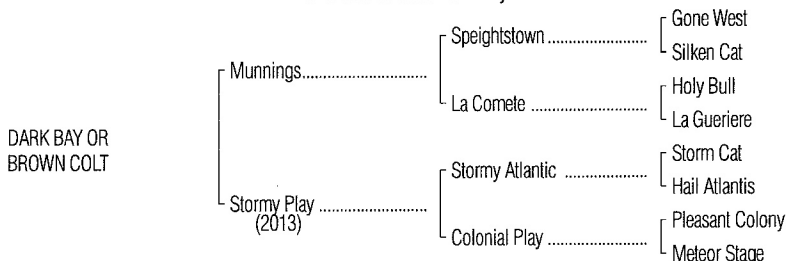 Gone West
Speightstown
Silken Cat
Munnings
Holy Bull
La Comete
La Gueriere
DARK BAY OR
BROWN COLT
Storm Cat
Stormy Atlantic
Hail Atlantis
Stormy Play
(2013)
Pleasant Colony
Colonial Play
Meteor Stage